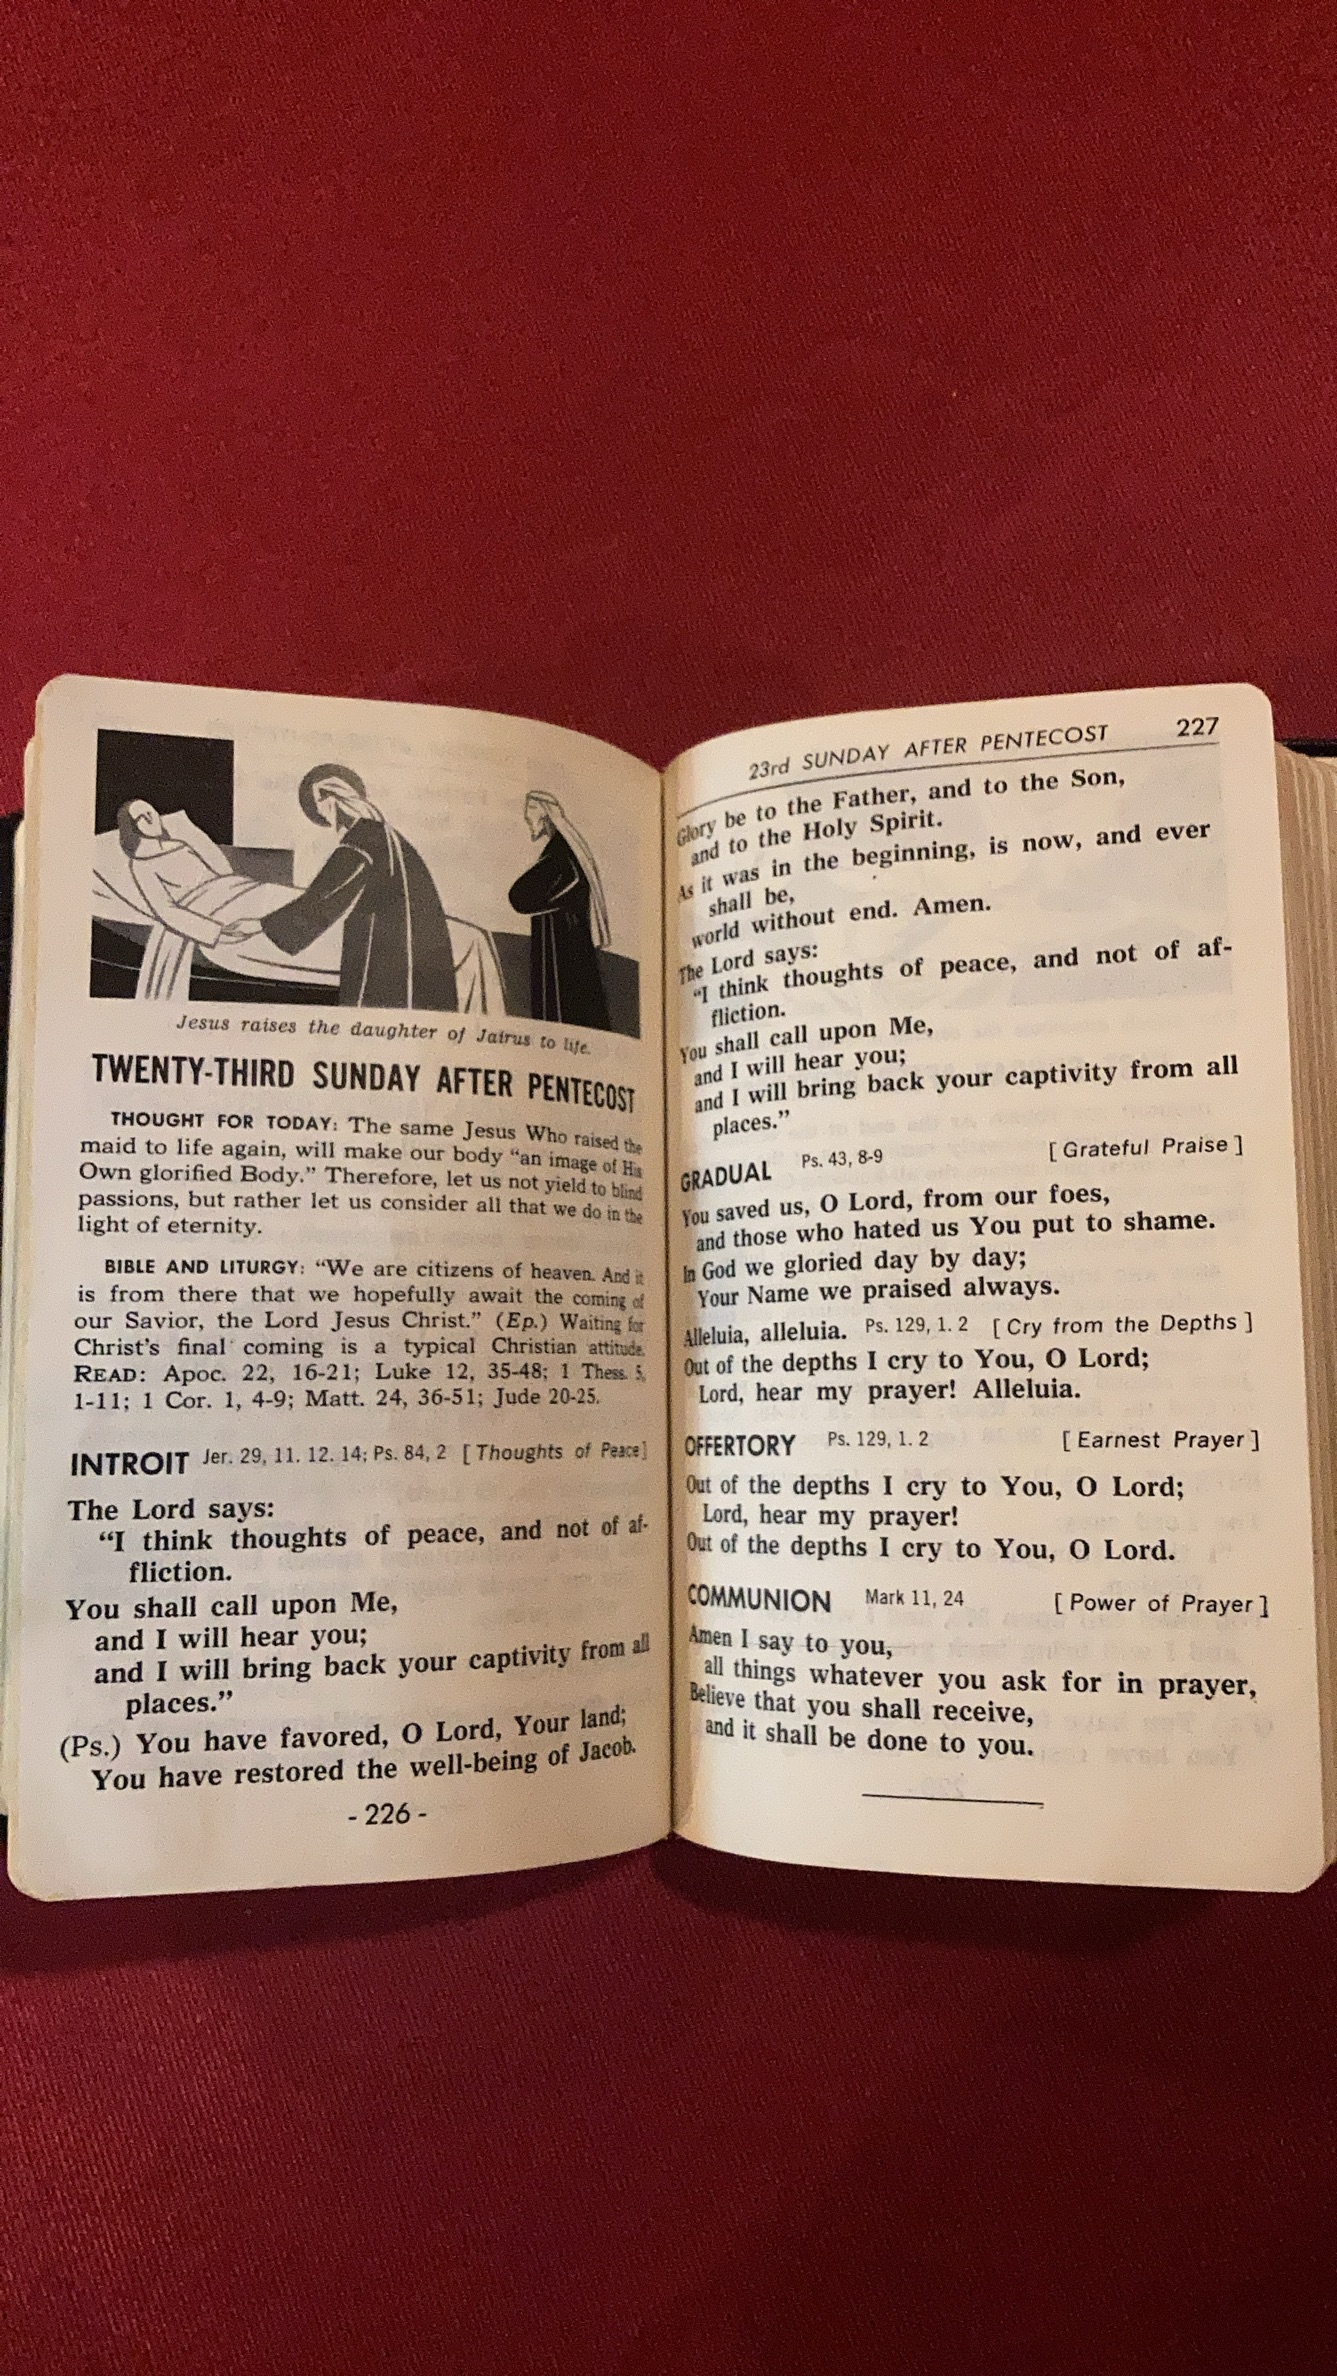 Jesus raises the daughter of Jairus to life.
TWENTY-THIRD SUNDAY AFTER PENTECOST
THOUGHT FOR TODAY: The same Jesus Who raised the
maid to life again, will make our body “an image of His
Own glorified Body.” Therefore, let us not yield to blind
passions, but rather let us consider all that we do in the
light of eternity.
BIBLE AND LITURGY: “We are citizens of heaven. And it
is from there that we hopefully await the coming of
our Savior, the Lord Jesus Christ.” (Ep.) Waiting for
Christ’s final coming is a typical Christian attitude.
READ: Apoc. 22, 16-21; Luke 12, 35-48; 1 Thess. 5,
1-11; 1 Cor. 1, 4-9; Matt. 24, 36-51; Jude 20-25.
INTROIT Jer. 29, 11. 12. 14; Ps. 84, 2 [ Thoughts of Peace]
The Lord says:
“I think thoughts of peace, and not of af-
fliction.
You shall call upon Me,
and I will hear you;
and I will bring back your captivity from all
places.”
(Ps.) You have favored, O Lord, Your land;
You have restored the well-being of Jacob.
- 226 -
23rd SUNDAY AFTER PENTECOST 227
Glory be to the Father, and to the Son,
and to the Holy Spirit.
As it was in the beginning, is now, and ever
shall be,
world without end. Amen.
The Lord says:
“I think thoughts of peace, and not of af-
fliction.
You shall call upon Me,
and I will hear you;
and I will bring back your captivity from all
places.”
GRADUAL Ps. 43, 8-9 [ Grateful Praise ]
You saved us, O Lord, from our foes,
and those who hated us You put to shame.
In God we gloried day by day;
Your Name we praised always.
Alleluia, alleluia. Ps. 129, 1. 2 [ Cry from the Depths ]
Out of the depths I cry to You, O Lord;
Lord, hear my prayer! Alleluia.
OFFERTORY Ps. 129, 1. 2 [ Earnest Prayer ]
Out of the depths I cry to You, O Lord;
Lord, hear my prayer!
Out of the depths I cry to You, O Lord.
COMMUNION Mark 11, 24 [ Power of Prayer ]
Amen I say to you,
all things whatever you ask for in prayer,
Believe that you shall receive,
and it shall be done to you.